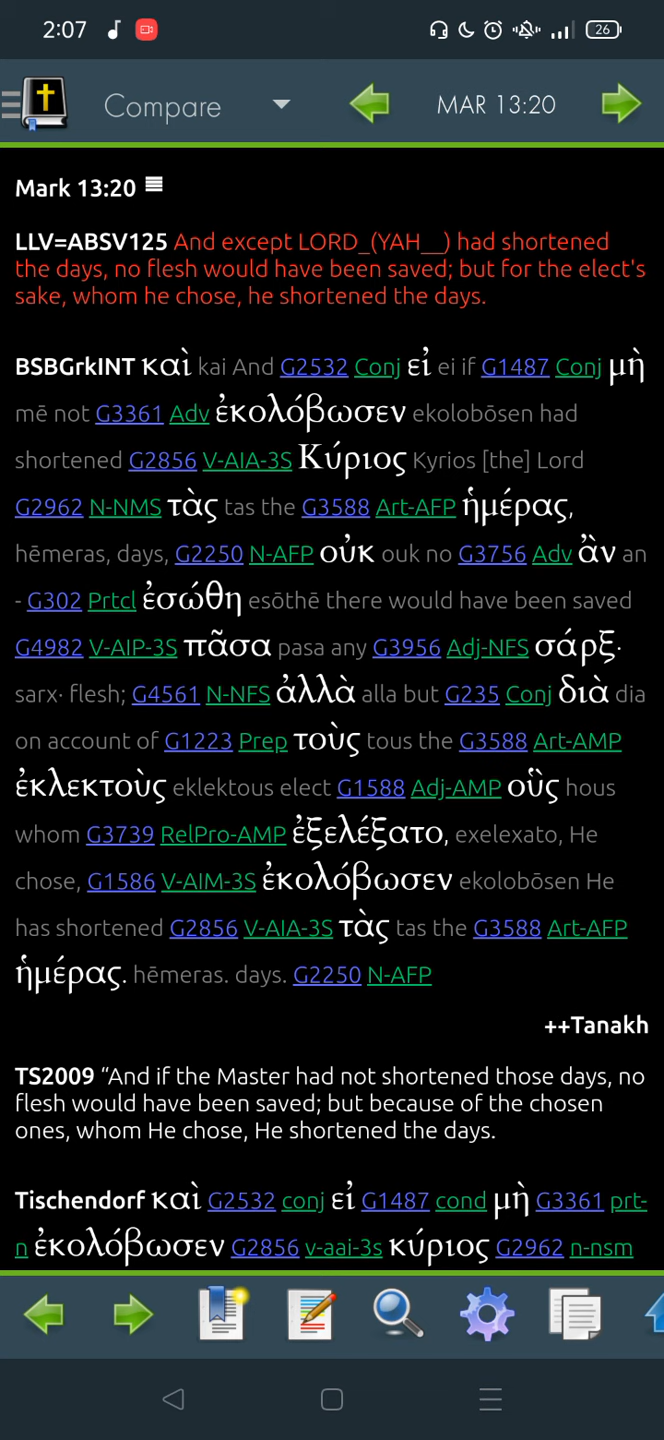 2:07
26
Compare
MAR 13:20
Mark 13:20
LLV=ABSV125 And except LORD_(YAH__) had shortened
the days, no flesh would have been saved; but for the elect's
sake, whom he chose, he shortened the days.
BSBGrkINT καὶ kai And G2532 Conj εἰ ei if G1487 Conj μὴ
mē not G3361 Adv ἐκολόβωσεν ekolobōsen had
shortened G2856 V-AIA-3S Κύριος Kyrios [the] Lord
G2962 N-NMS τὰς tas the G3588 Art-AFP ἡμέρας,
hēmeras, days, G2250 N-AFP οὐκ ouk no G3756 Adv ἂν an
- G302 Prtcl ἐσώθη esōthē there would have been saved
G4982 V-AIP-3S πᾶσα pasa any G3956 Adj-NFS σάρξ·
sarx· flesh; G4561 N-NFS ἀλλὰ alla but G235 Conj διὰ dia
on account of G1223 Prep τοὺς tous the G3588 Art-AMP
ἐκλεκτοὺς eklektous elect G1588 Adj-AMP οὓς hous
whom G3739 RelPro-AMP ἐξελέξατο, exelexato, He
chose, G1586 V-AIM-3S ἐκολόβωσεν ekolobōsen He
has shortened G2856 V-AIA-3S τὰς tas the G3588 Art-AFP
ἡμέρας. hēmeras. days. G2250 N-AFP
++Tanakh
TS2009 “And if the Master had not shortened those days, no
flesh would have been saved; but because of the chosen
ones, whom He chose, He shortened the days.
Tischendorf καὶ G2532 conj εἰ G1487 cond μὴ G3361 prt-
n ἐκολόβωσεν G2856 v-aai-3s κύριος G2962 n-nsm